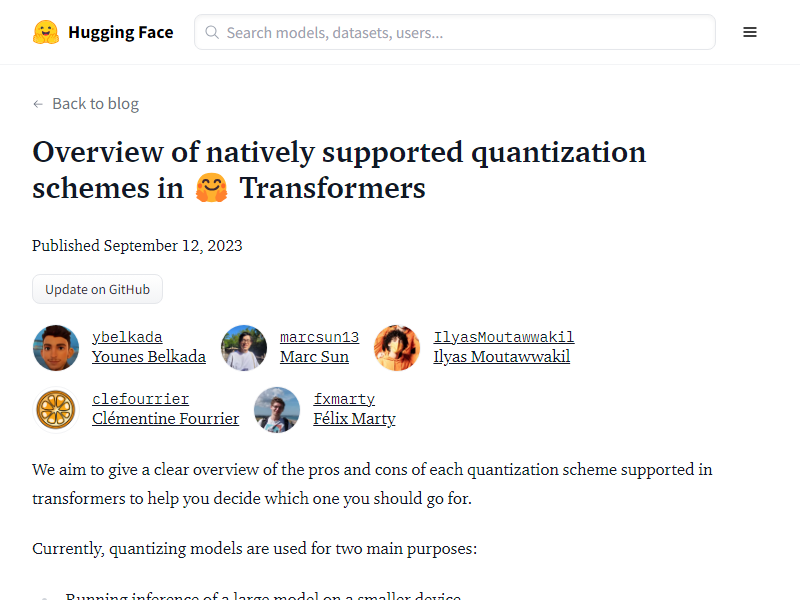 Hugging Face
Search models, datasets, users...
Back to blog
Overview of natively supported quantization
schemes in 🤗 Transformers
Published September 12, 2023
Update on GitHub
ybelkada
Younes Belkada
marcsun13
Marc Sun
IlyasMoutawwakil
Ilyas Moutawwakil
clefourrier
Clémentine Fourrier
fxmarty
Félix Marty
We aim to give a clear overview of the pros and cons of each quantization scheme supported in
transformers to help you decide which one you should go for.
Currently, quantizing models are used for two main purposes:
Running inference of a large model on a smaller device